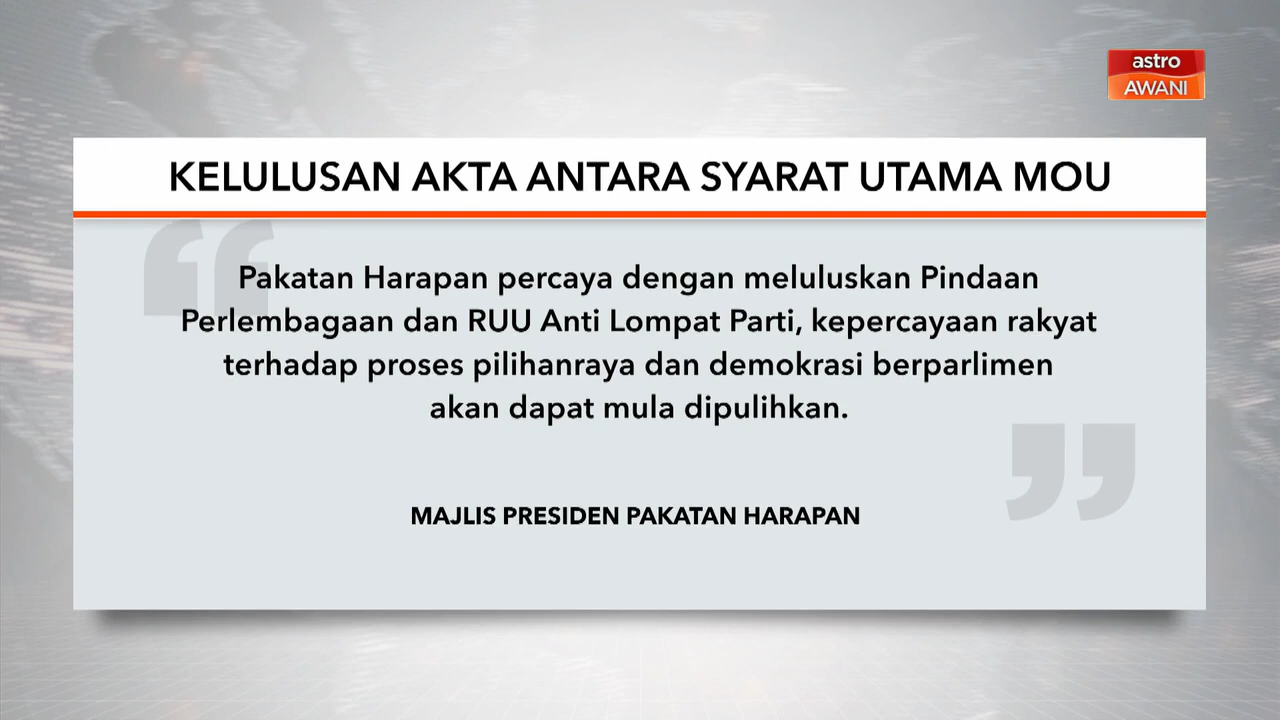 astro
AWANI
KELULUSAN AKTA ANTARA SYARAT UTAMA MOU
Pakatan Harapan percaya dengan meluluskan Pindaan
Perlembagaan dan RUU Anti Lompat Parti, kepercayaan rakyat
terhadap proses pilihanraya dan demokrasi berparlimen
akan dapat mula dipulihkan.
MAJLIS PRESIDEN PAKATAN HARAPAN